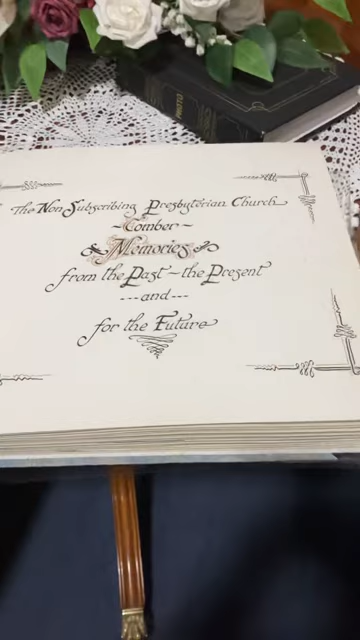 The Non Subscribing Presbyterian Church
~Comber~
Memories
from the Past~the Present
---and---
for the Future